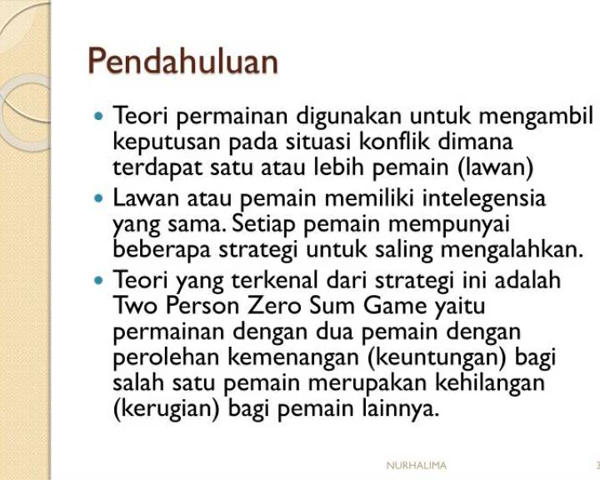 Pendahuluan
• Teori permainan digunakan untuk mengambil
keputusan pada situasi konflik dimana
terdapat satu atau lebih pemain (lawan)
• Lawan atau pemain memiliki intelegensia
yang sama. Setiap pemain mempunyai
beberapa strategi untuk saling mengalahkan.
• Teori yang terkenal dari strategi ini adalah
Two Person Zero Sum Game yaitu
permainan dengan dua pemain dengan
perolehan kemenangan (keuntungan) bagi
salah satu pemain merupakan kehilangan
(kerugian) bagi pemain lainnya.
NURHALIMA